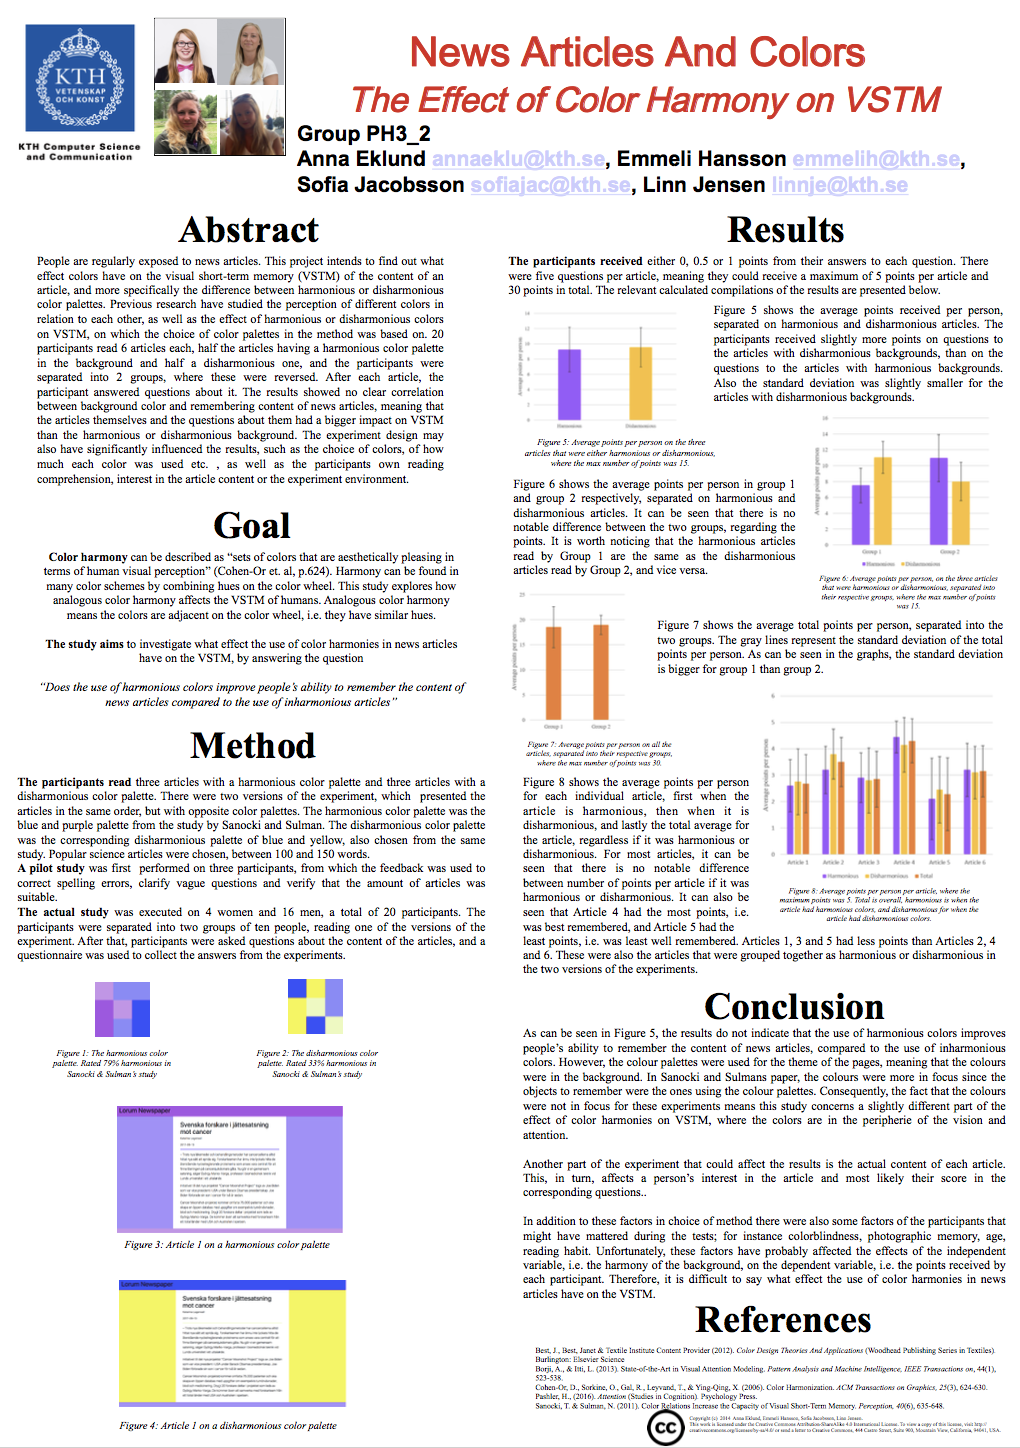 KTH
VETENSKAP
OCH KONST
KTH Computer Science
and Communication
News Articles And Colors
The Effect of Color Harmony on VSTM
Group PH3_2
Anna Eklund annaeklu@kth.se, Emmeli Hansson emmelih@kth.se,
Sofia Jacobsson sofiajac@kth.se, Linn Jensen linnje@kth.se
Abstract
People are regularly exposed to news articles. This project intends to find out what
effect colors have on the visual short-term memory (VSTM) of the content of an
article, and more specifically the difference between harmonious or disharmonious
color palettes. Previous research have studied the perception of different colors in
relation to each other, as well as the effect of harmonious or disharmonious colors
on VSTM, on which the choice of color palettes in the method was based on. 20
participants read 6 articles each, half the articles having a harmonious color palette
in the background and half a disharmonious one, and the participants were
separated into 2 groups, where these were reversed. After each article, the
participant answered questions about it. The results showed no clear correlation
between background color and remembering content of news articles, meaning that
the articles themselves and the questions about them had a bigger impact on VSTM
than the harmonious or disharmonious background. The experiment design may
also have significantly influenced the results, such as the choice of colors, of how
much each color was used etc. , as well as the participants own reading
comprehension, interest in the article content or the experiment environment.
Goal
Color harmony can be described as “sets of colors that are aesthetically pleasing in
terms of human visual perception” (Cohen-Or et. al, p.624). Harmony can be found in
many color schemes by combining hues on the color wheel. This study explores how
analogous color harmony affects the VSTM of humans. Analogous color harmony
means the colors are adjacent on the color wheel, i.e. they have similar hues.
The study aims to investigate what effect the use of color harmonies in news articles
have on the VSTM, by answering the question
“Does the use of harmonious colors improve people’s ability to remember the content of
news articles compared to the use of inharmonious articles”
Method
The participants read three articles with a harmonious color palette and three articles with a
disharmonious color palette. There were two versions of the experiment, which presented the
articles in the same order, but with opposite color palettes. The harmonious color palette was the
blue and purple palette from the study by Sanocki and Sulman. The disharmonious color palette
was the corresponding disharmonious palette of blue and yellow, also chosen from the same
study. Popular science articles were chosen, between 100 and 150 words.
A pilot study was first performed on three participants, from which the feedback was used to
correct spelling errors, clarify vague questions and verify that the amount of articles was
suitable.
The actual study was executed on 4 women and 16 men, a total of 20 participants. The
participants were separated into two groups of ten people, reading one of the versions of the
experiment. After that, participants were asked questions about the content of the articles, and a
questionnaire was used to collect the answers from the experiments.
Figure 1: The harmonious color
palette. Rated 79% harmonious in
Sanocki & Sulman’s study
Figure 2: The disharmonious color
palette. Rated 33% harmonious in
Sanocki & Sulman’s study
Lorum Newspaper
Svenska forskare i jättesatsning
mot cancer
Figure 3: Article 1 on a harmonious color palette
Lorum Newspaper
Svenska forskare i jättesatsning
mot cancer
Figure 4: Article 1 on a disharmonious color palette
Results
The participants received either 0, 0.5 or 1 points from their answers to each question. There
were five questions per article, meaning they could receive a maximum of 5 points per article and
30 points in total. The relevant calculated compilations of the results are presented below.
Average points per person
14
12
10
8
6
4
2
0
Harmonious
Disharmonious
Figure 5: Average points per person on the three
articles that were either harmonious or disharmonious,
where the max number of points was 15.
Figure 5 shows the average points received per person,
separated on harmonious and disharmonious articles. The
participants received slightly more points on questions to
the articles with disharmonious backgrounds, than on the
questions to the articles with harmonious backgrounds.
Also the standard deviation was slightly smaller for the
articles with disharmonious backgrounds.
Figure 6 shows the average points per person in group 1
and group 2 respectively, separated on harmonious and
disharmonious articles. It can be seen that there is no
notable difference between the two groups, regarding the
points. It is worth noticing that the harmonious articles
read by Group 1 are the same as the disharmonious
articles read by Group 2, and vice versa.
Average points per person
16
14
12
10
8
6
4
2
0
Group 1
Group 2
Harmonious
Disharmonious
Figure 6: Average points per person, on the three articles
that were harmonious or disharmonious, separated into
their respective groups, where the max number of points
was 15.
Average points per person
25
20
15
10
5
0
Group 1
Group 2
Figure 7: Average points per person on all the
articles, separated into their respective groups,
where the max number of points was 30.
Figure 7 shows the average total points per person, separated into the
two groups. The gray lines represent the standard deviation of the total
points per person. As can be seen in the graphs, the standard deviation
is bigger for group 1 than group 2.
Figure 8 shows the average points per person
for each individual article, first when the
article is harmonious, then when it is
disharmonious, and lastly the total average for
the article, regardless if it was harmonious or
disharmonious. For most articles, it can be
seen that there is no notable difference
between number of points per article if it was
harmonious or disharmonious. It can also be
seen that Article 4 had the most points, i.e.
was best remembered, and Article 5 had the
least points, i.e. was least well remembered. Articles 1, 3 and 5 had less points than Articles 2, 4
and 6. These were also the articles that were grouped together as harmonious or disharmonious in
the two versions of the experiments.
Average points per person
6
5
4
3
2
1
0
Article 1
Article 2
Article 3
Article 4
Article 5
Article 6
Harmonious
Disharmonious
Total
Figure 8: Average points per person per article, where the
maximum points was 5. Total is overall, harmonious is when the
article had harmonious colors, and disharmonious for when the
article had disharmonious colors
Conclusion
As can be seen in Figure 5, the results do not indicate that the use of harmonious colors improves
people’s ability to remember the content of news articles, compared to the use of inharmonious
colors. However, the colour palettes were used for the theme of the pages, meaning that the colours
were in the background. In Sanocki and Sulmans paper, the colours were more in focus since the
objects to remember were the ones using the colour palettes. Consequently, the fact that the colours
were not in focus for these experiments means this study concerns a slightly different part of the
effect of color harmonies on VSTM, where the colors are in the peripherie of the vision and
attention.
Another part of the experiment that could affect the results is the actual content of each article.
This, in turn, affects a person’s interest in the article and most likely their score in the
corresponding questions..
In addition to these factors in choice of method there were also some factors of the participants that
might have mattered during the tests; for instance colorblindness, photographic memory, age,
reading habit. Unfortunately, these factors have probably affected the effects of the independent
variable, i.e. the harmony of the background, on the dependent variable, i.e. the points received by
each participant. Therefore, it is difficult to say what effect the use of color harmonies in news
articles have on the VSTM.
References
Best, J., Best, Janet & Textile Institute Content Provider (2012). Color Design Theories And Applications (Woodhead Publishing Series in Textiles).
Burlington: Elsevier Science
Borji, A., & Itti, L. (2013). State-of-the-Art in Visual Attention Modeling. Pattern Analysis and Machine Intelligence, IEEE Transactions on, 44(1),
523-538.
Cohen-Or, D., Sorkine, O., Gal, R., Leyvand, T., & Ying-Qing, X. (2006). Color Harmonization. ACM Transactions on Graphics, 25(3), 624-630.
Pashler, H., (2016). Attention (Studies in Cognition). Psychology Press.
Sanocki, T. & Sulman, N. (2011). Color Relations Increase the Capacity of Visual Short-Term Memory. Perception, 40(6), 635-648.
cc
Copyright (c) 2014 Anna Eklund, Emmeli Hansson, Sofia Jacobsson, Linn Jensen.
This work is licensed under the Creative Commons Attribution-ShareAlike 4.0 International License. To view a copy of this license, visit http://
creativecommons.org/licenses/by-sa/4.0/ or send a letter to Creative Commons, 444 Castro Street, Suite 900, Mountain View, California, 94041, USA.